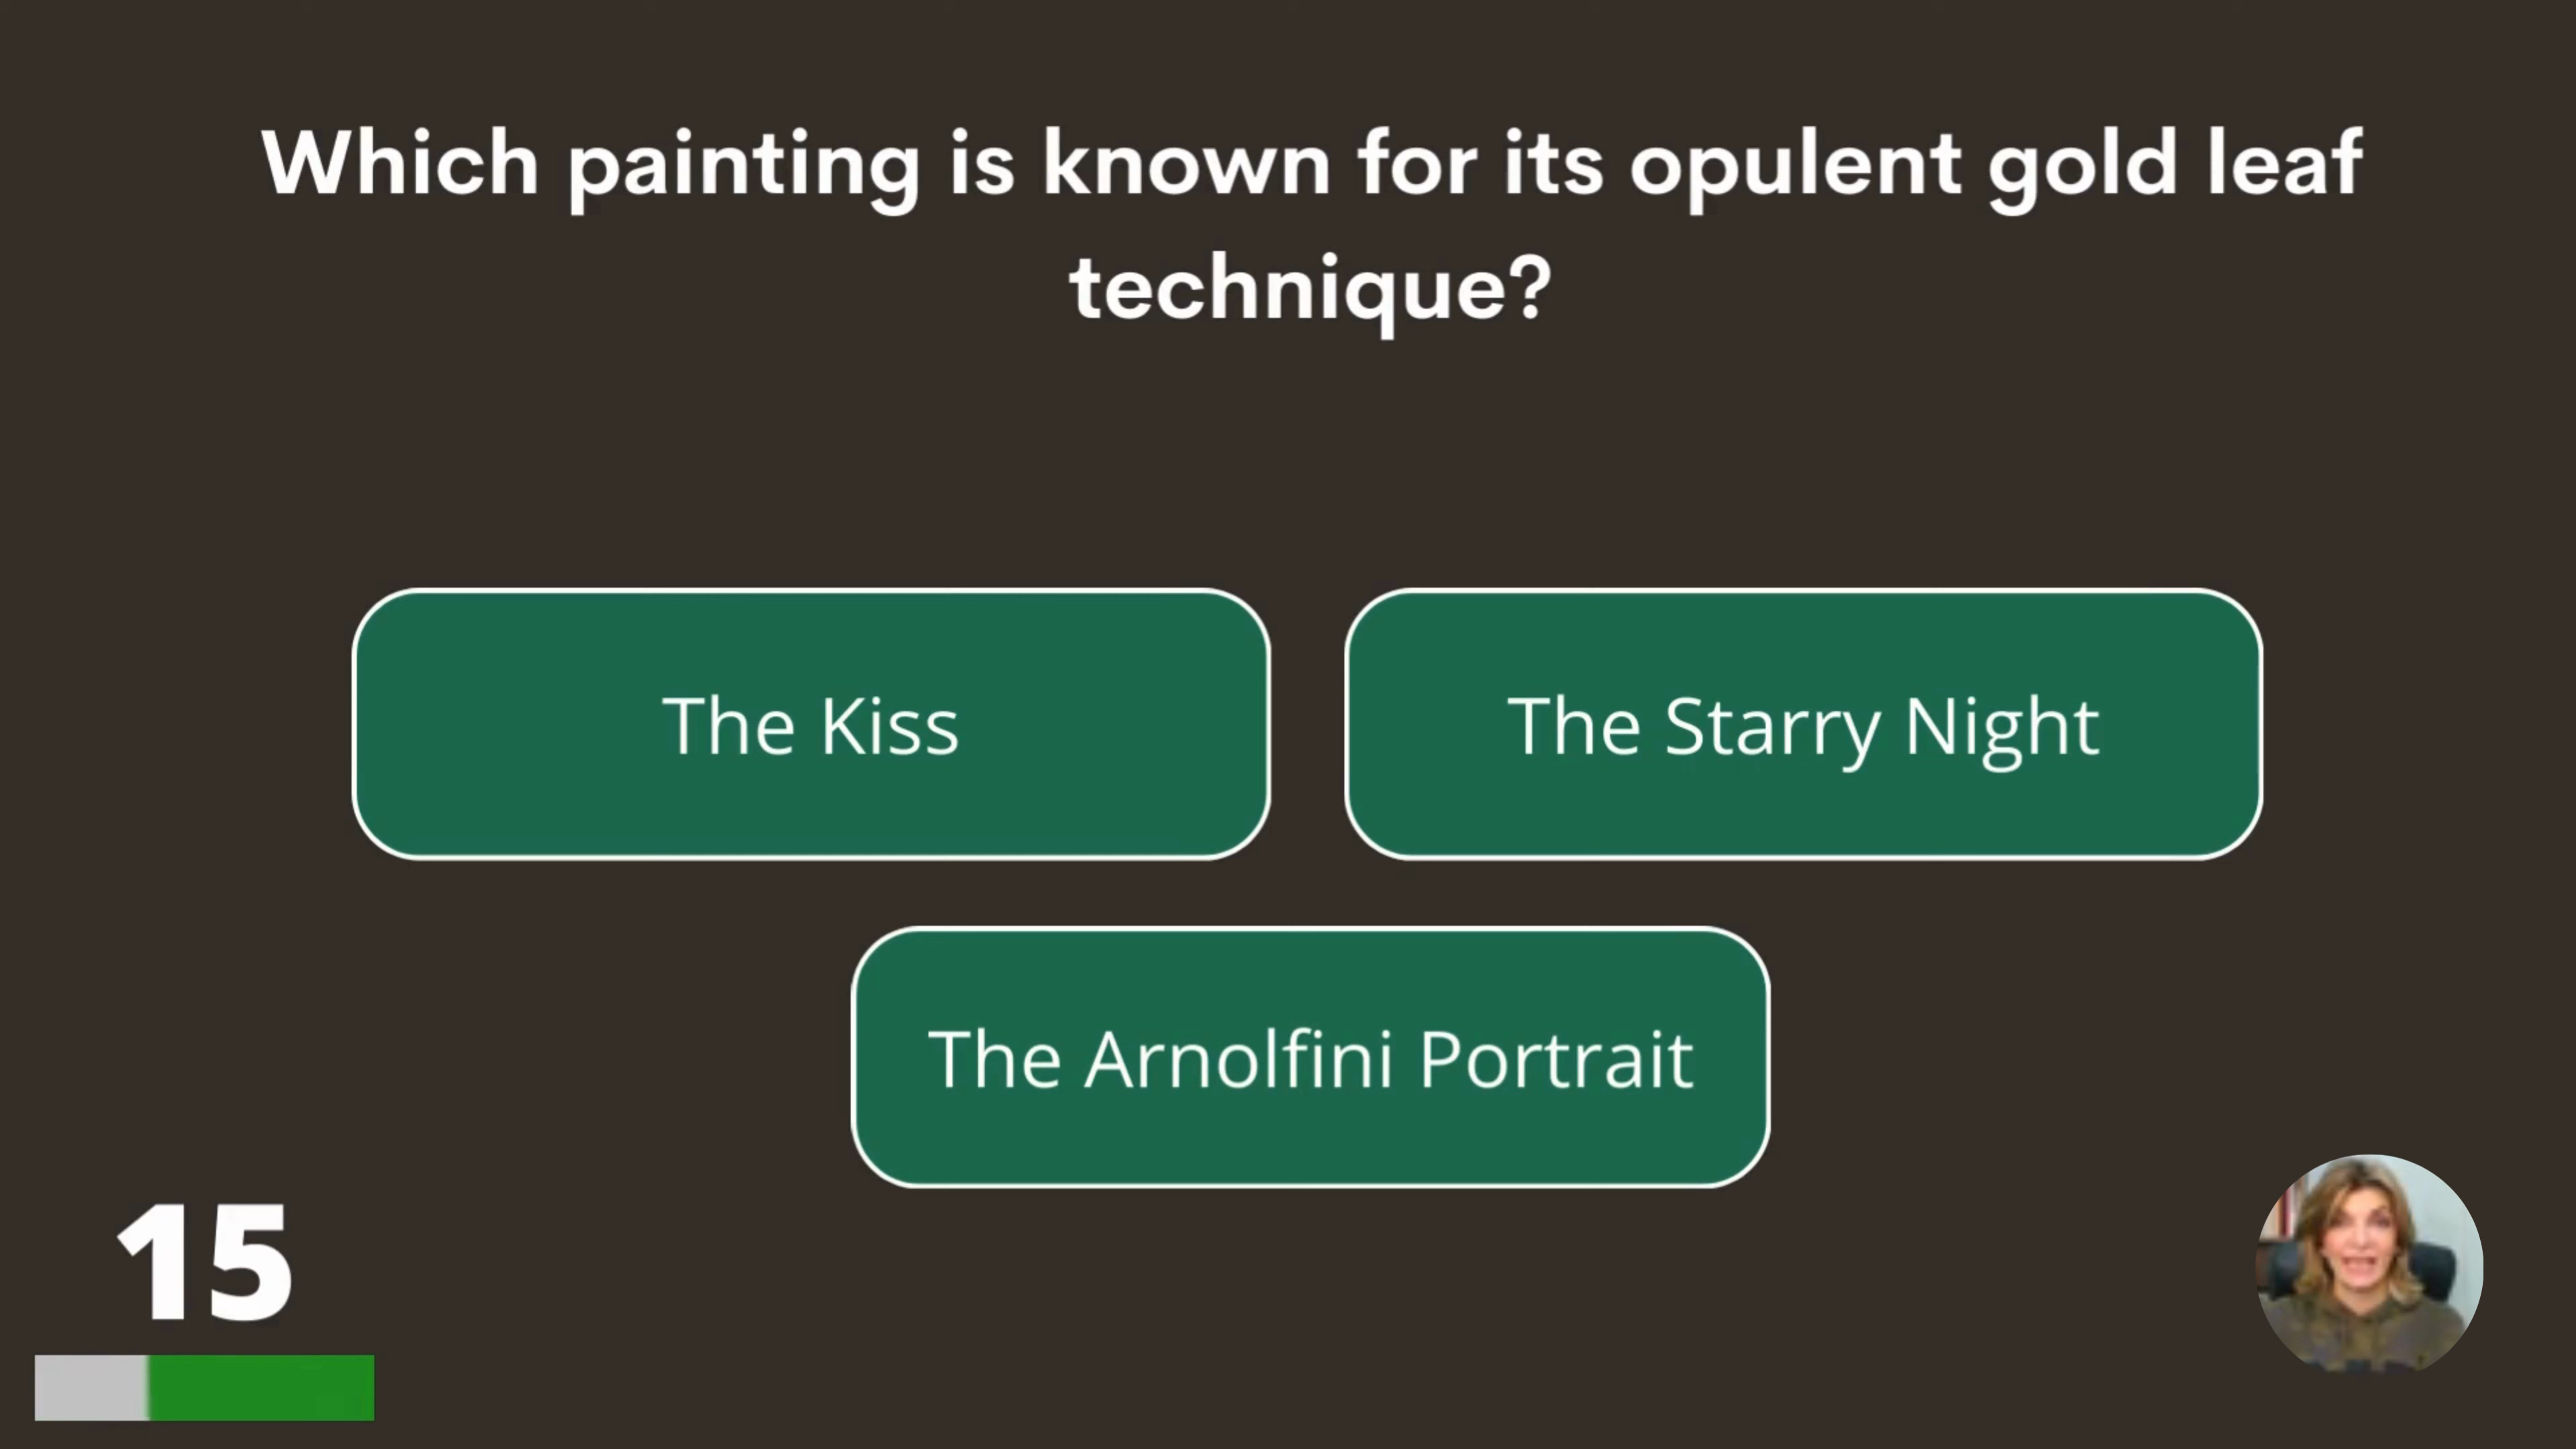 Which painting is known for its opulent gold leaf
technique?
The Kiss
The Starry Night
The Arnolfini Portrait
15